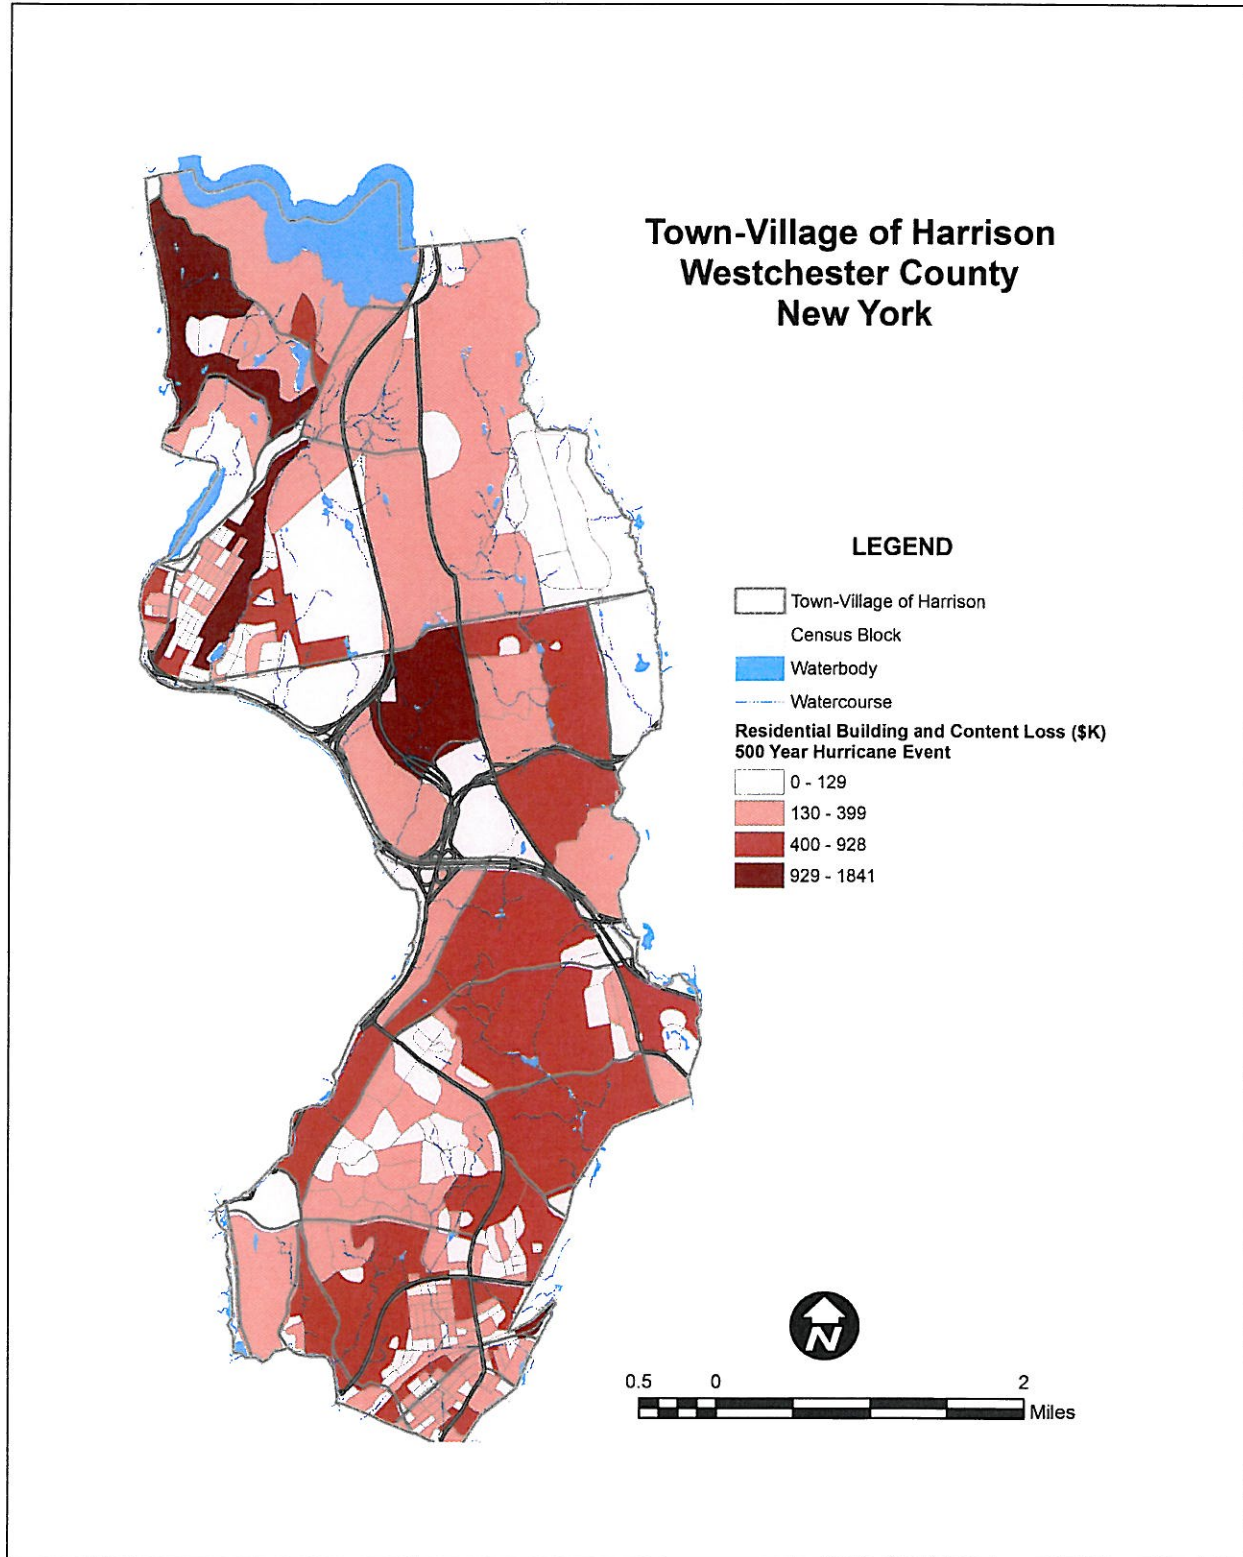 Town-Village of Harrison
Westchester County
New York
LEGEND
Town-Village of Harrison
Census Block
Waterbody
Watercourse
Residential Building and Content Loss ($K)
500 Year Hurricane Event
0 - 129
130 - 399
400 - 928
929 - 1841
N
0.5 0 2
Miles